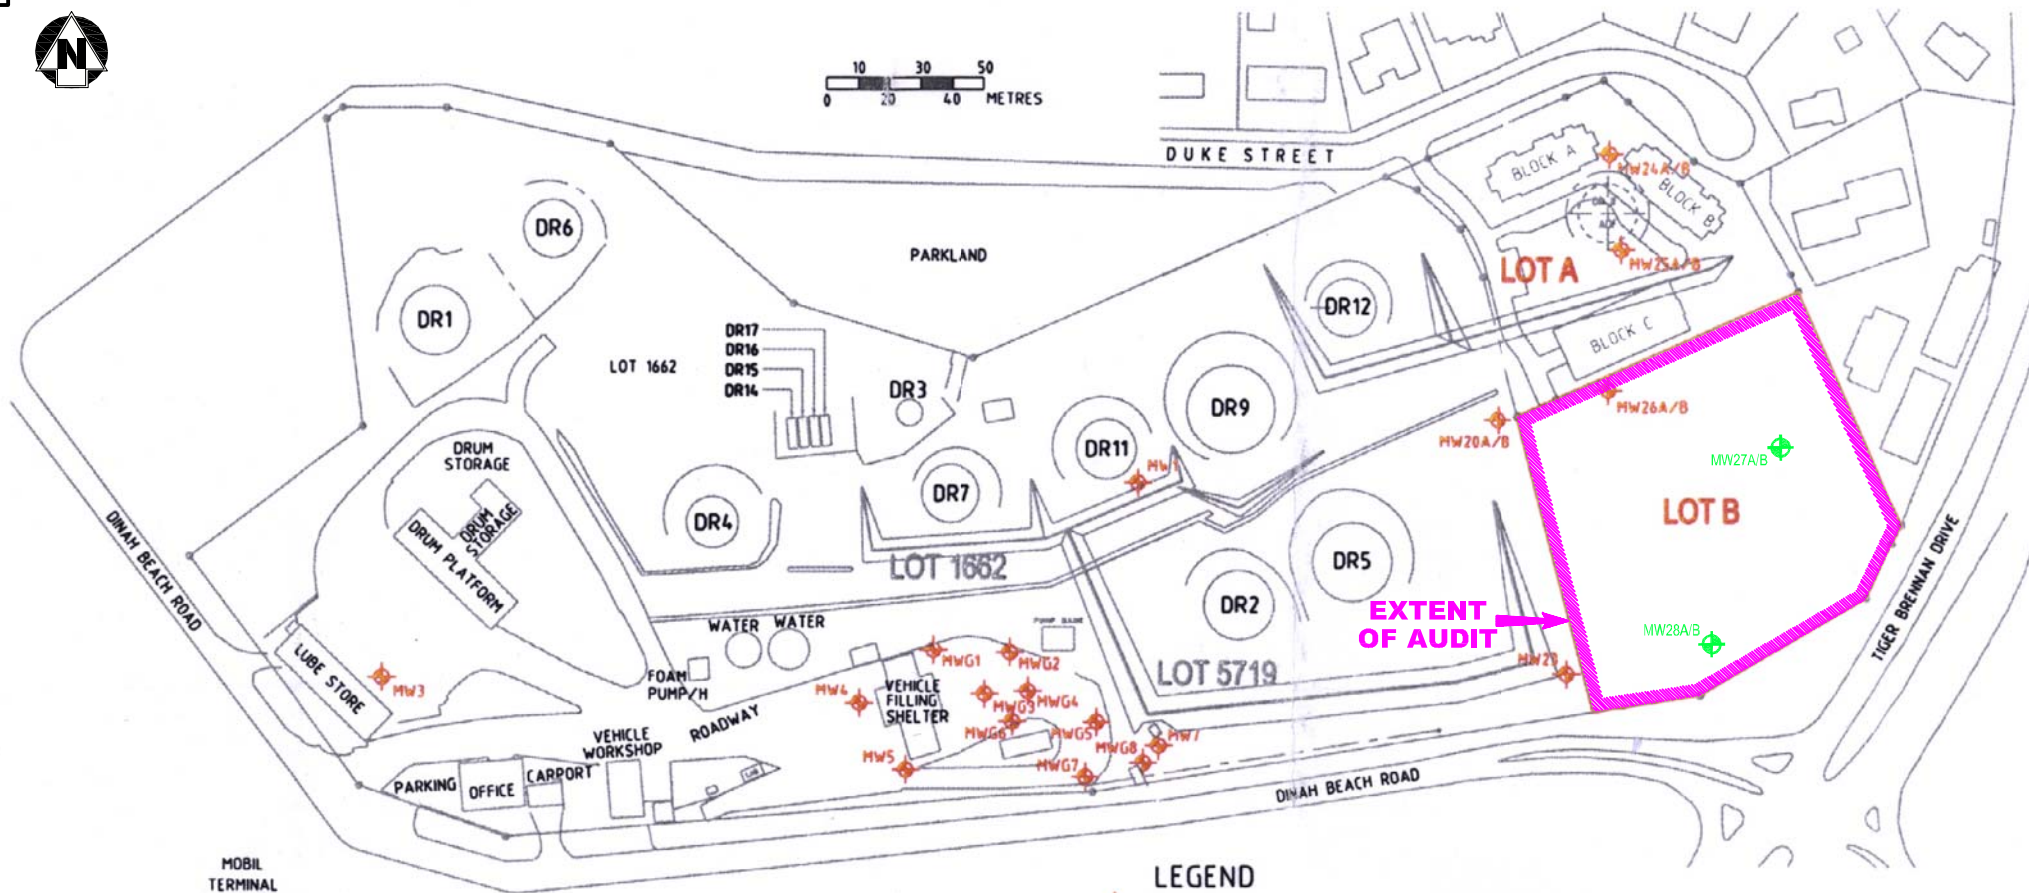 N
10 30 50
0 20 40 METRES
DUKE STREET
BLOCK A
MW24A/B
BLOCK B
DR6
PARKLAND
MW25A/B
LOT A
DR12
DR1
DR17
DR16
DR15
DR14
LOT 1662
BLOCK C
DR3
DR9
MW26A/B
MW20A/B
DRUM
STORAGE
DR11
MW1
MW27A/B
DR7
DR4
LOT B
DRUM
STORAGE
DRUM PLATFORM
DINAH BEACH ROAD
LOT 1662
DR5
DR2
TIGER BRENNAN DRIVE
EXTENT
OF AUDIT
WATER WATER
MW28A/B
MWG1
MWG2
LUBE STORE
FOAM
PUMP/H
LOT 5719
MW3
MW4
VEHICLE
FILLING
SHELTER
MWG3
MWG4
ROADWAY
MWG6
MWG5
VEHICLE
WORKSHOP
MWG8
MW7
MW5
MWG7
PARKING
OFFICE
CARPORT
DINAH BEACH ROAD
MOBIL
TERMINAL
LEGEND